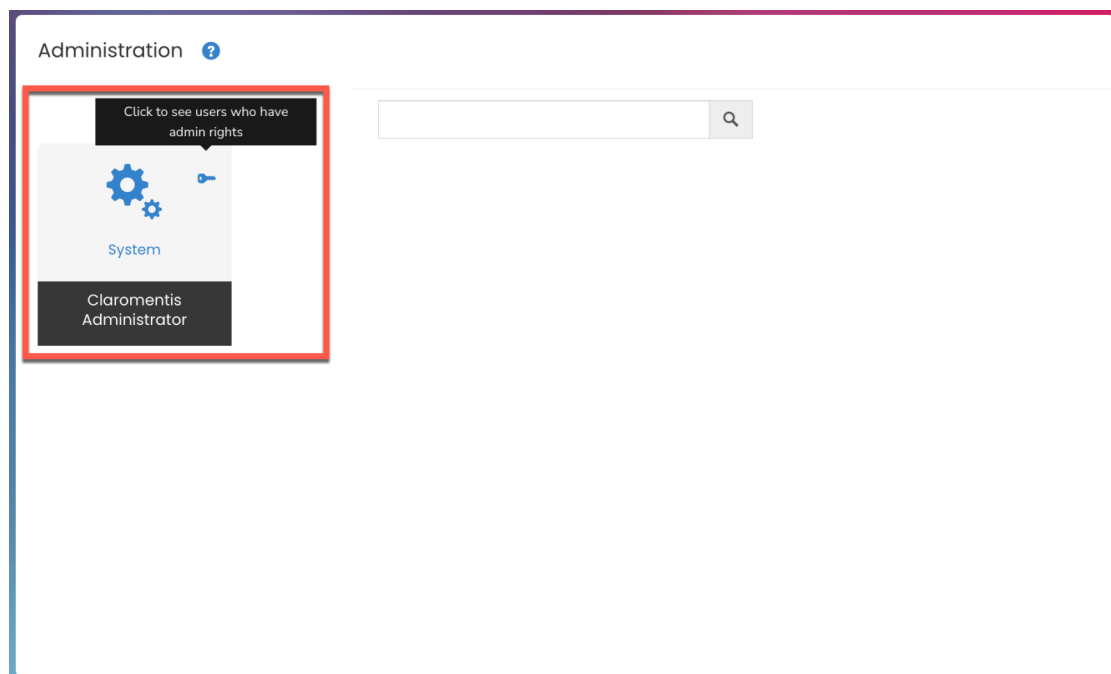 Administration ?
Click to see users who have
admin rights
System
Claromentis
Administrator